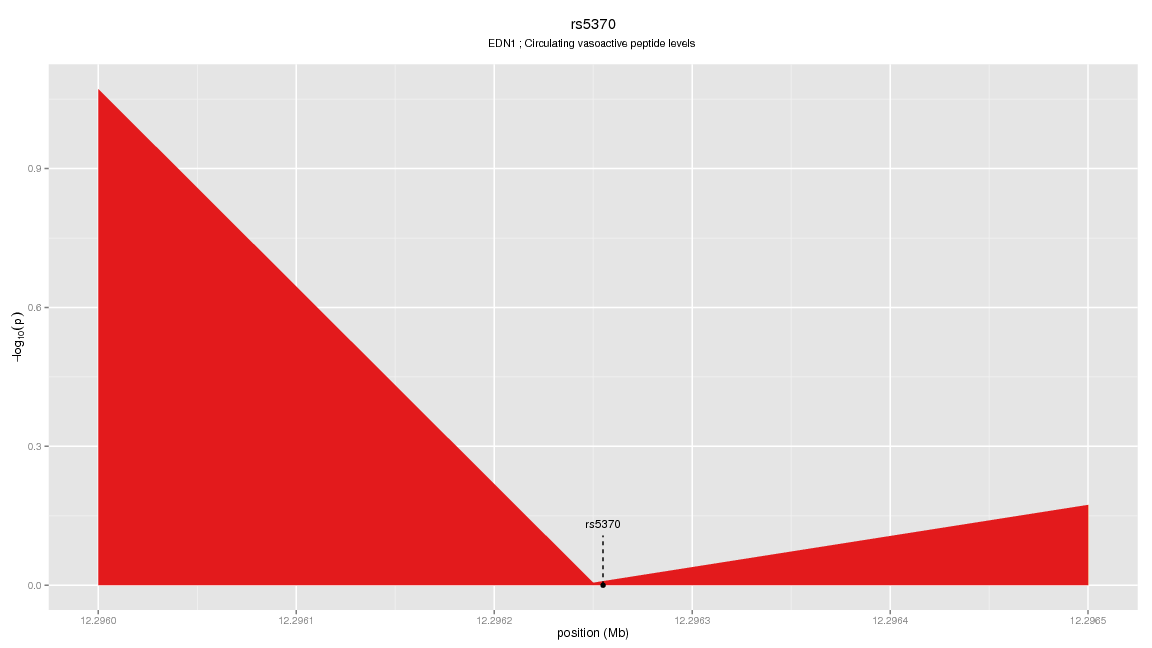 rs5370
EDN1 ; Circulating vasoactive peptide levels
−log10(p)
0.9
0.6
0.3
0.0
rs5370
12.2960 12.2961 12.2962 12.2963 12.2964 12.2965
position (Mb)